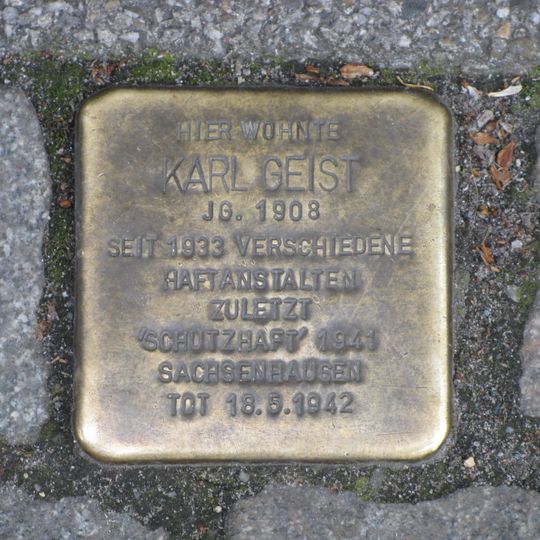 HIER WOHNTE
KARL GEIST
JG. 1908
SEIT 1933 VERSCHIEDENE
HAFTANSTALTEN
ZULETZT
'SCHUTZHAFT' 1941
SACHSENHAUSEN
TOT 18.5.1942